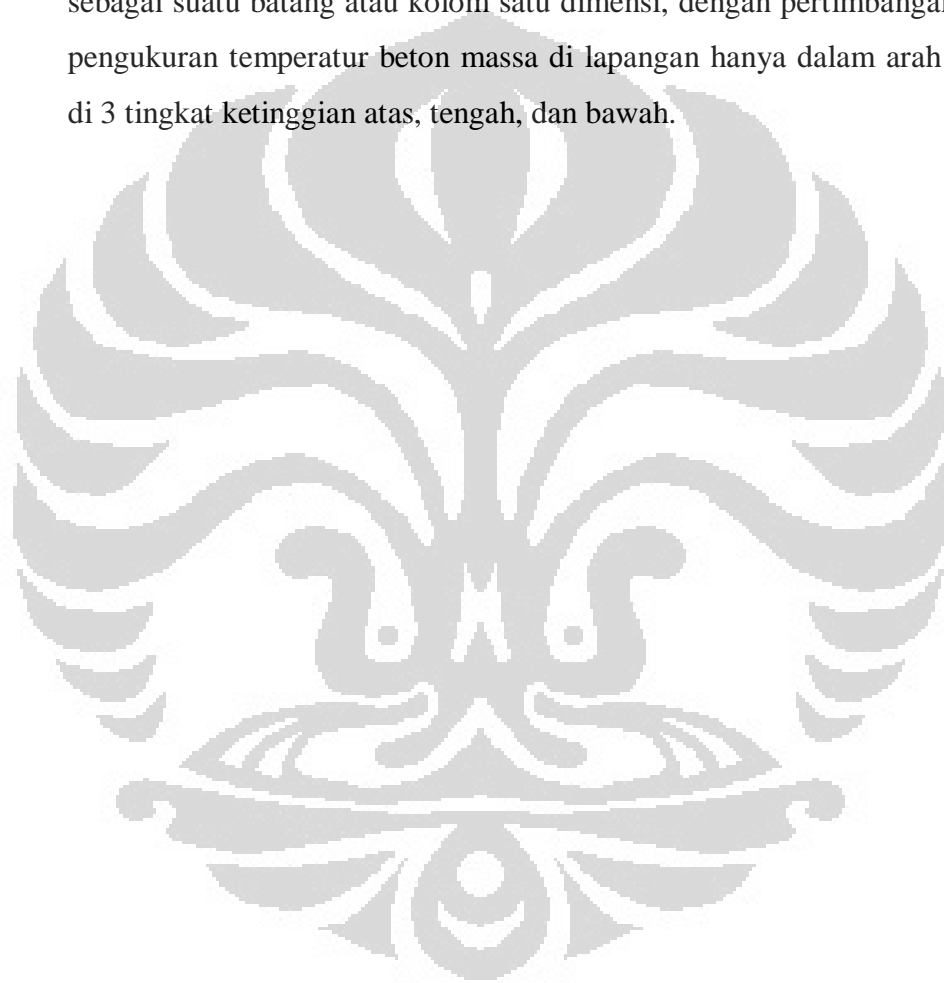 sebagai suatu batang atau kolom satu dimensi, dengan pertimbangan
pengukuran temperatur beton massa di lapangan hanya dalam arah
di 3 tingkat ketinggian atas, tengah, dan bawah.